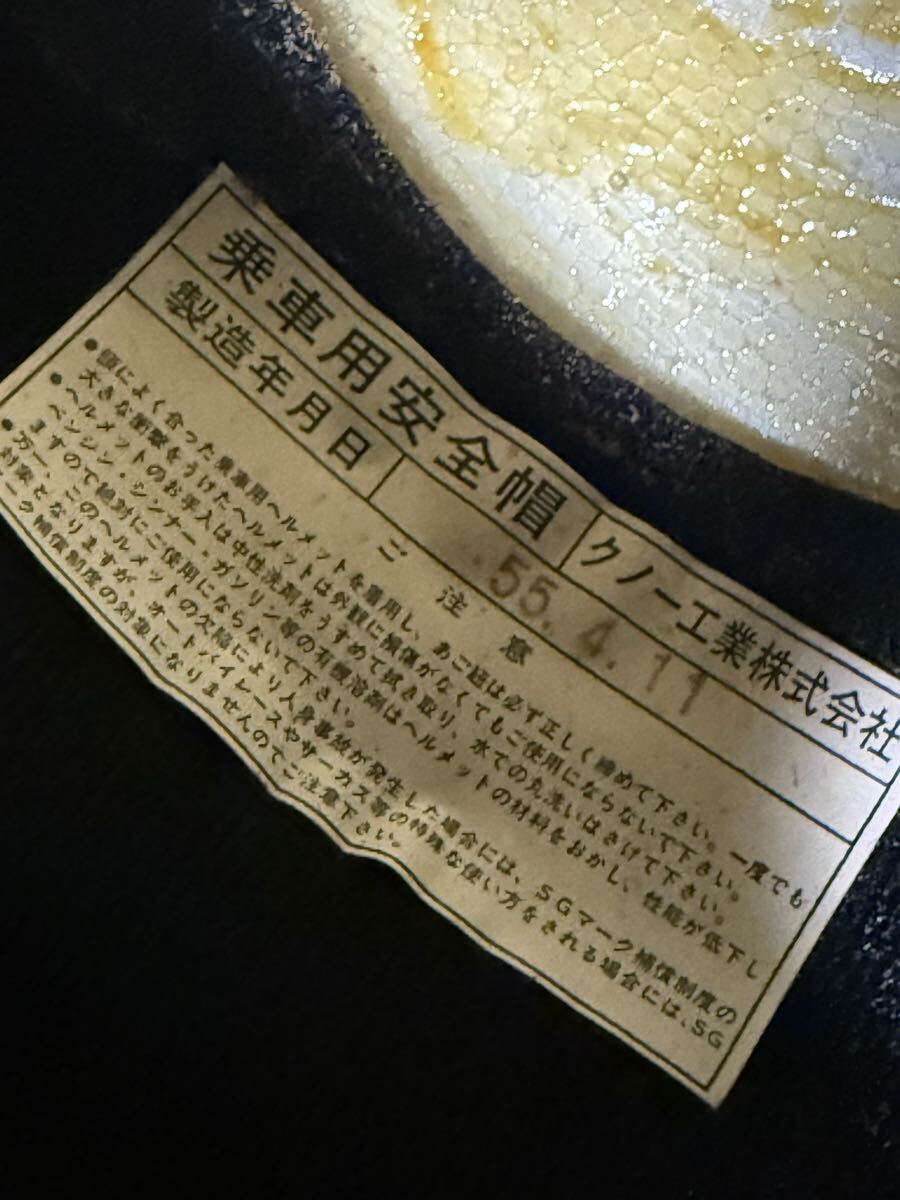 乗車用安全帽 クノー工業株式会社
製造年月日 55.4.11
ご注意
●頭によく合った乗車用ヘルメットを着用し、あご紐は必ず正しく締めて下さい。一度でも
大きな衝撃をうけたヘルメットは外観に損傷がなくてもご使用にならないで下さい。
●ヘルメットのお手入は中性洗剤をうすめて拭き取り、水での丸洗いはさけて下さい。
ベンジン・シンナー・ガソリン等の有機溶剤はヘルメットの材料をおかし、性能が低下し
ますので絶対にご使用にならないで下さい。
●万一、このヘルメットの欠陥により人身事故が発生した場合には、SGマーク補償制度の
対象となりますが、オートバイレースやサーカス等の特殊な使い方をされる場合には、SG
ク補償制度の対象になりませんのでご注意下さい。